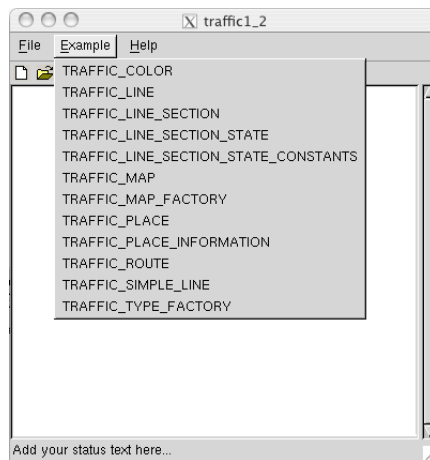 traffic1_2
File Example Help
TRAFFIC_COLOR
TRAFFIC_LINE
TRAFFIC_LINE_SECTION
TRAFFIC_LINE_SECTION_STATE
TRAFFIC_LINE_SECTION_STATE_CONSTANTS
TRAFFIC_MAP
TRAFFIC_MAP_FACTORY
TRAFFIC_PLACE
TRAFFIC_PLACE_INFORMATION
TRAFFIC_ROUTE
TRAFFIC_SIMPLE_LINE
TRAFFIC_TYPE_FACTORY
Add your status text here...